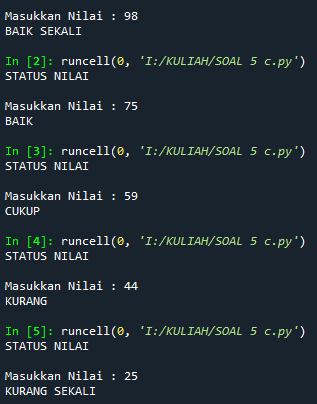 Masukkan Nilai : 98
BAIK SEKALI
In [2]: runcell(0, 'I:/KULIAH/SOAL 5 c.py')
STATUS NILAI
Masukkan Nilai : 75
BAIK
In [3]: runcell(0, 'I:/KULIAH/SOAL 5 c.py')
STATUS NILAI
Masukkan Nilai : 59
CUKUP
In [4]: runcell(0, 'I:/KULIAH/SOAL 5 c.py')
STATUS NILAI
Masukkan Nilai : 44
KURANG
In [5]: runcell(0, 'I:/KULIAH/SOAL 5 c.py')
STATUS NILAI
Masukkan Nilai : 25
KURANG SEKALI